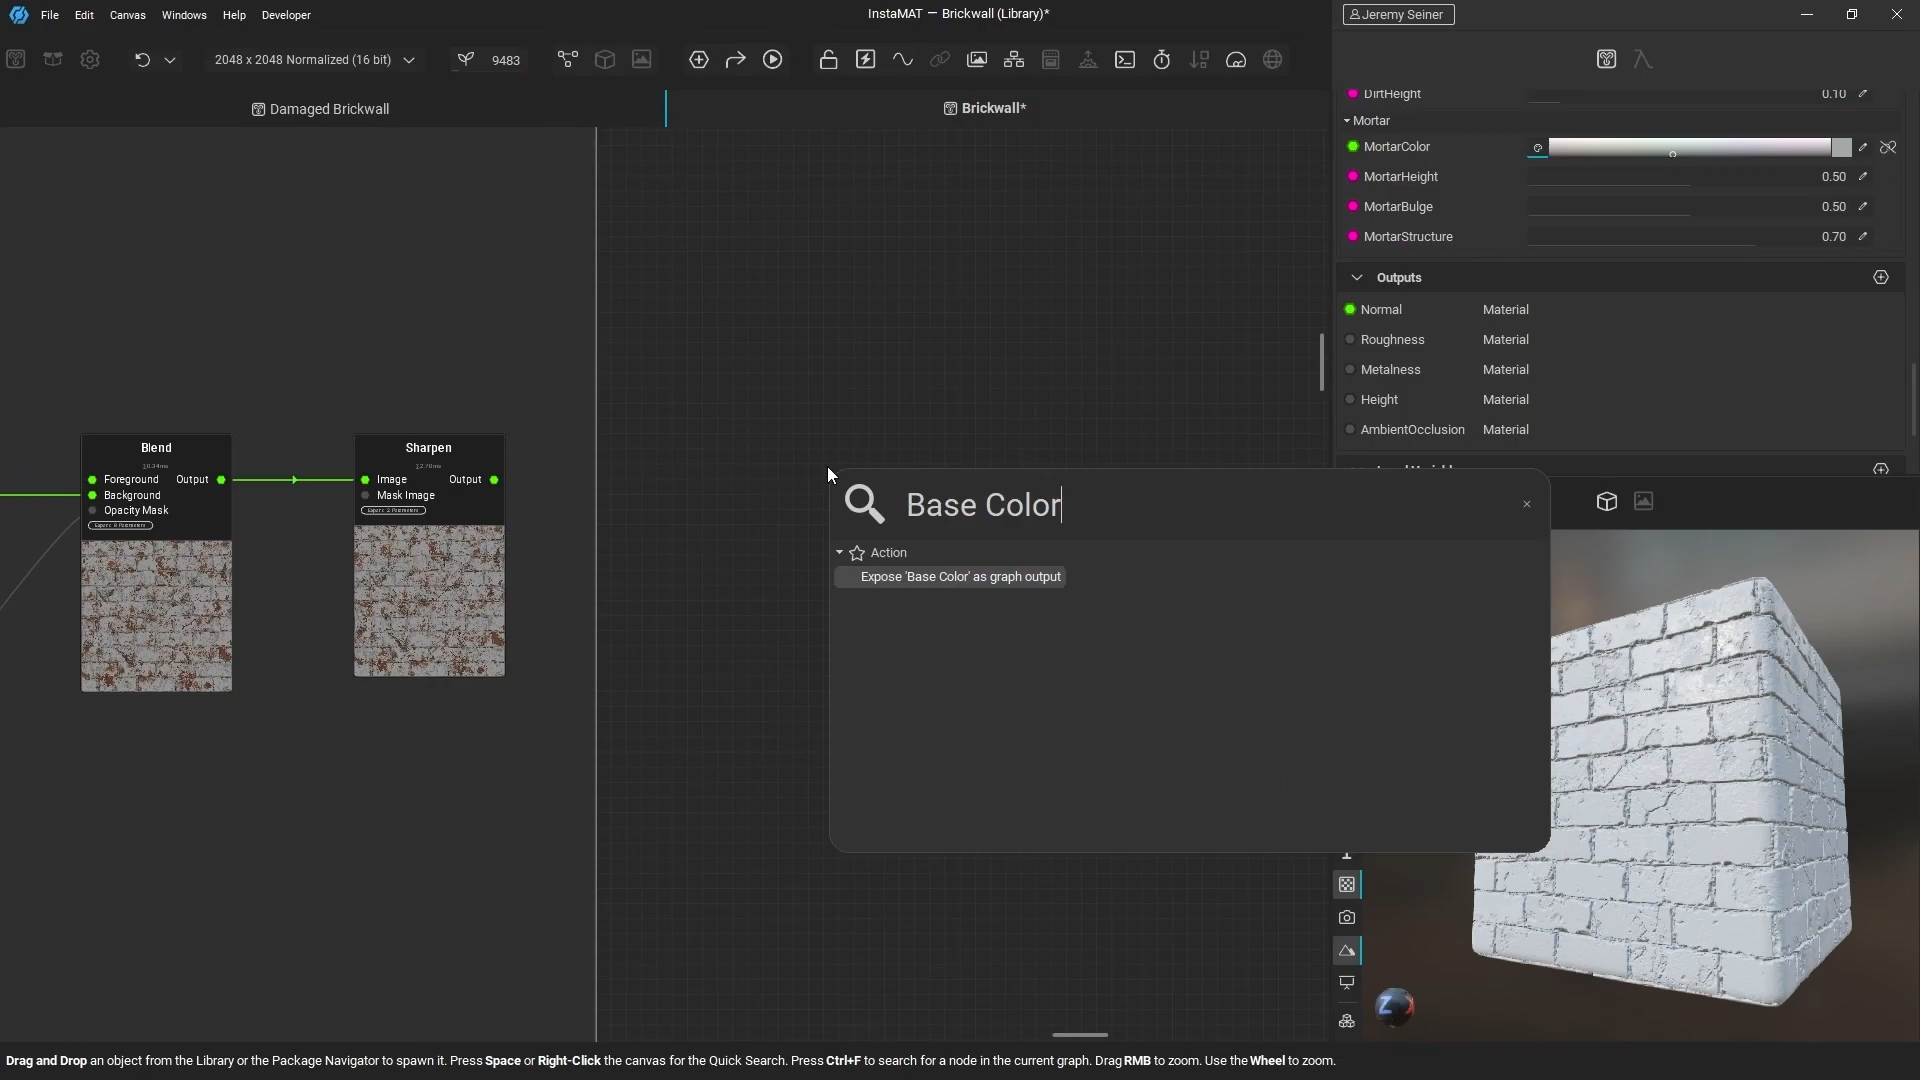 File Edit Canvas Windows Help Developer
InstaMAT — Brickwall (Library)*
Jeremy Seiner
2048 x 2048 Normalized (16 bit)
9483
Damaged Brickwall
Brickwall*
DirtHeight 0.10
Mortar
MortarColor
MortarHeight 0.50
MortarBulge 0.50
MortarStructure 0.70
Outputs
Normal Material
Roughness Material
Metalness Material
Height Material
AmbientOcclusion Material
Blend
Foreground Output
Background
Opacity Mask
Sharpen
Image Output
Mask Image
Base Color
Action
Expose 'Base Color' as graph output
Z X
Drag and Drop an object from the Library or the Package Navigator to spawn it. Press Space or Right-Click the canvas for the Quick Search. Press Ctrl+F to search for a node in the current graph. Drag RMB to zoom. Use the Wheel to zoom.